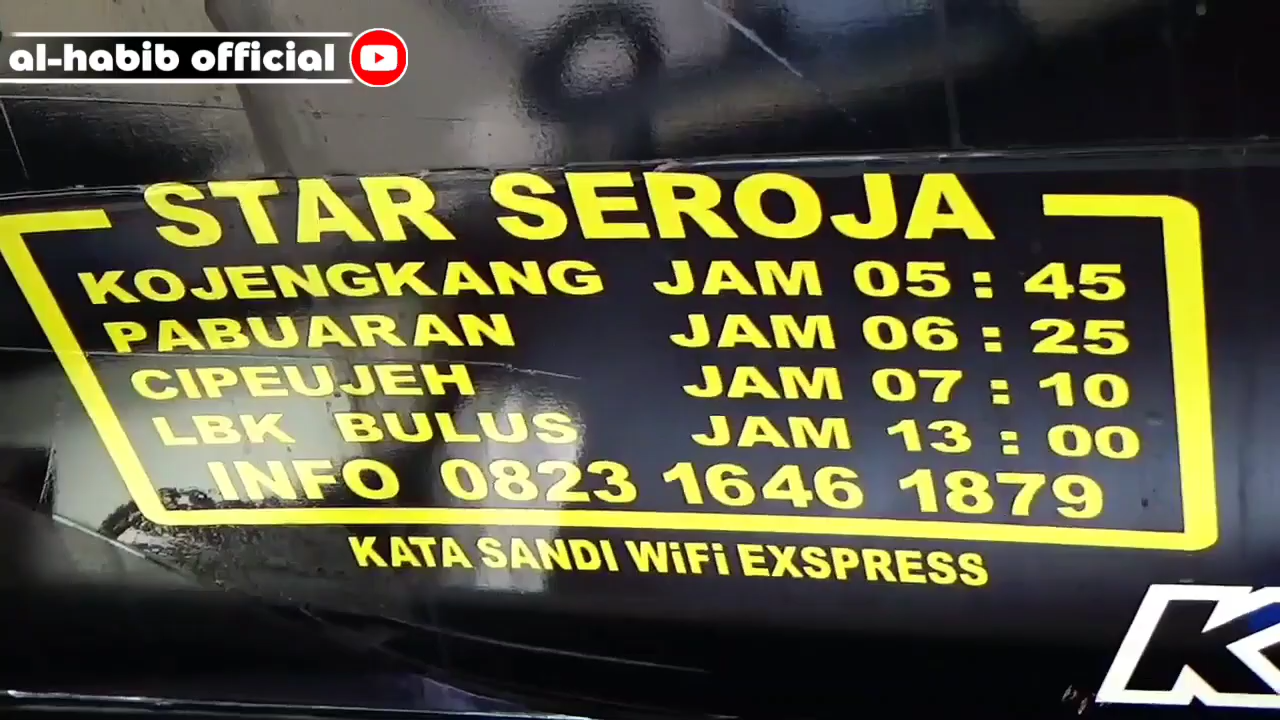 al-habib official
STAR SEROJA
KOJENGKANG JAM 05 : 45
PABUARAN JAM 06 : 25
CIPEUJEH JAM 07 : 10
LBK BULUS JAM 13 : 00
INFO 0823 1646 1879
KATA SANDI WiFi EXSPRESS